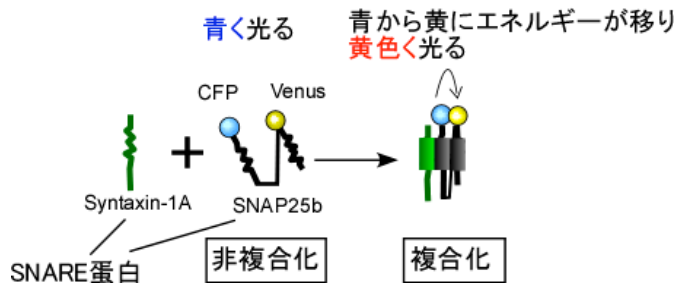 青く光る
青から黄にエネルギーが移り
黄色く光る
CFP
Venus
Syntaxin-1A
SNAP25b
SNARE蛋白
非複合化
複合化